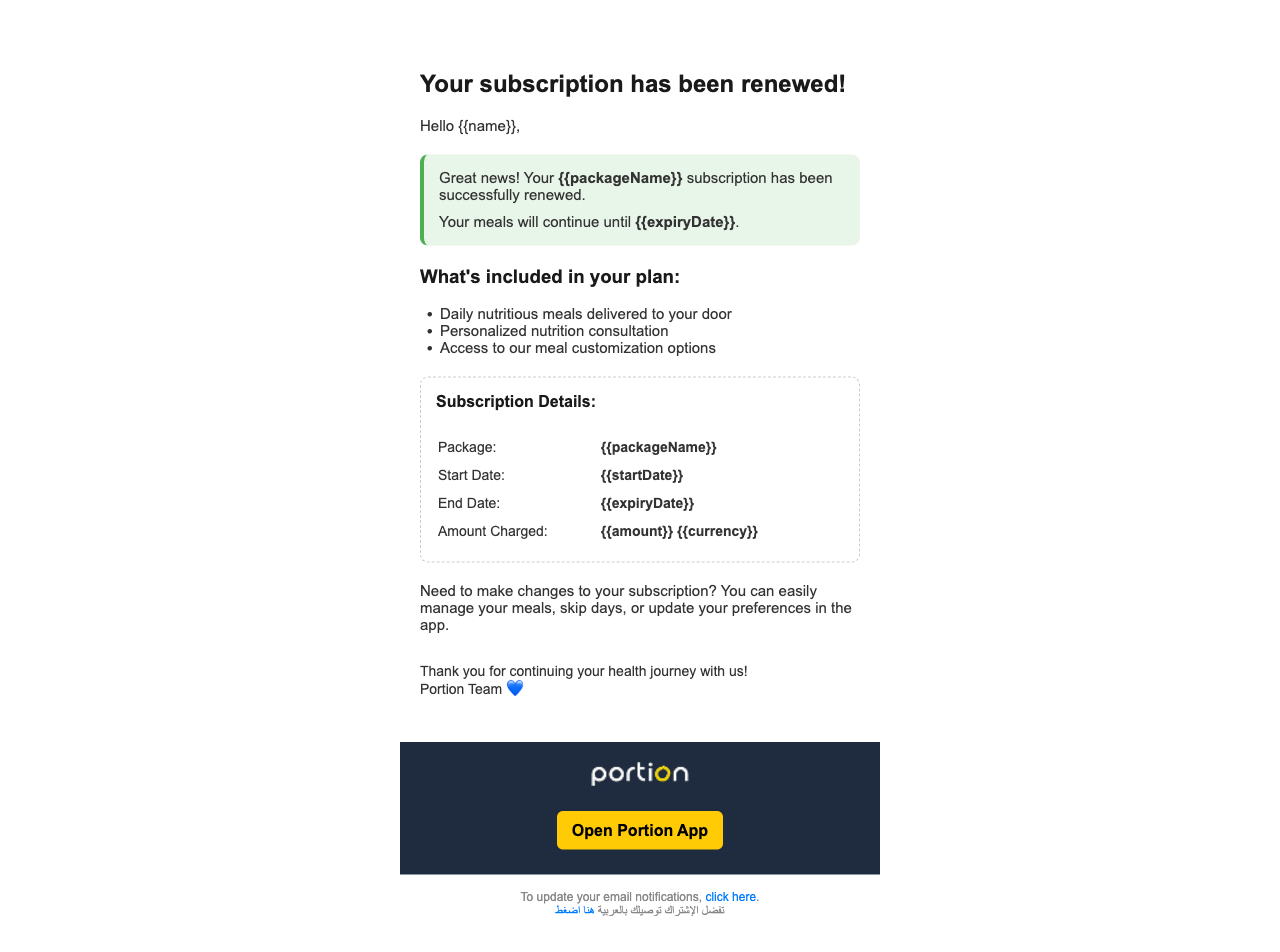 Your subscription has been renewed!
Hello {{name}},
Great news! Your {{packageName}} subscription has been
successfully renewed.
Your meals will continue until {{expiryDate}}.
What's included in your plan:
• Daily nutritious meals delivered to your door
• Personalized nutrition consultation
• Access to our meal customization options
Subscription Details:
Package: {{packageName}}
Start Date: {{startDate}}
End Date: {{expiryDate}}
Amount Charged: {{amount}} {{currency}}
Need to make changes to your subscription? You can easily
manage your meals, skip days, or update your preferences in the
app.
Thank you for continuing your health journey with us!
Portion Team 💙
portion
Open Portion App
To update your email notifications, click here.
تفضل الإشتراك توصيلك بالعربية هنا اضغط